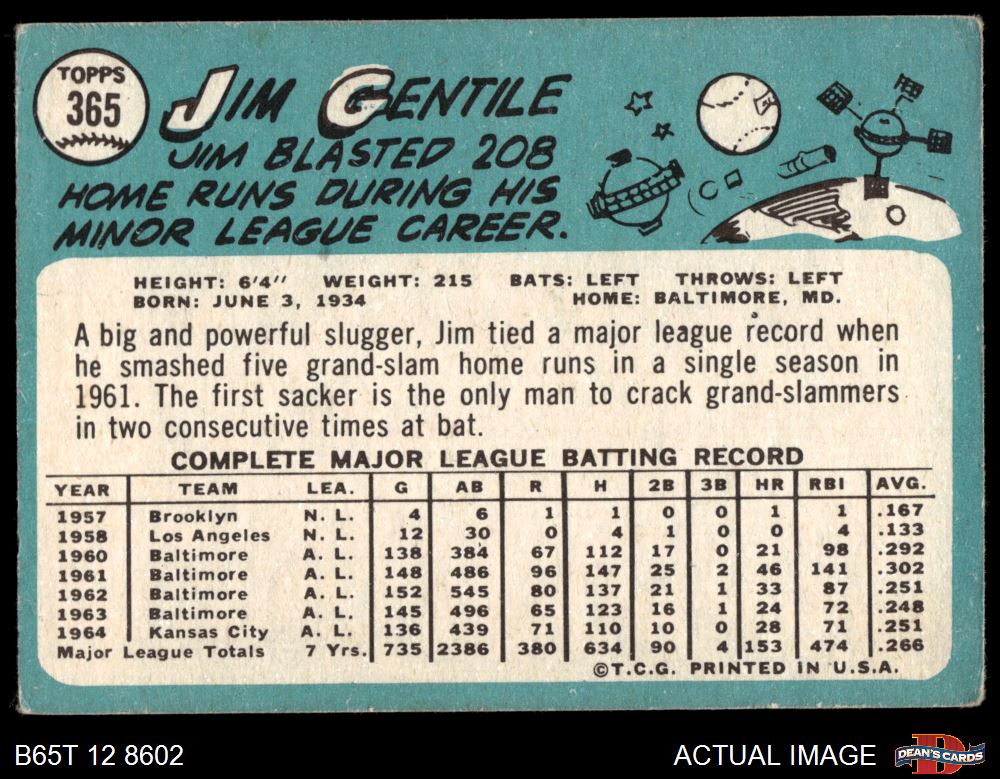 TOPPS
365
JIM GENTILE
JIM BLASTED 208
HOME RUNS DURING HIS
MINOR LEAGUE CAREER.
HEIGHT: 6'4" WEIGHT: 215 BATS: LEFT THROWS: LEFT
BORN: JUNE 3, 1934 HOME: BALTIMORE, MD.
A big and powerful slugger, Jim tied a major league record when
he smashed five grand-slam home runs in a single season in
1961. The first sacker is the only man to crack grand-slammers
in two consecutive times at bat.
COMPLETE MAJOR LEAGUE BATTING RECORD
YEAR TEAM LEA. G AB R H 2B 3B HR RBI AVG.
1957 Brooklyn N. L. 4 6 1 1 0 0 1 1 .167
1958 Los Angeles N. L. 12 30 0 4 1 0 0 4 .133
1960 Baltimore A. L. 138 384 67 112 17 0 21 98 .292
1961 Baltimore A. L. 148 486 96 147 25 2 46 141 .302
1962 Baltimore A. L. 152 545 80 137 21 1 33 87 .251
1963 Baltimore A. L. 145 496 65 123 16 1 24 72 .248
1964 Kansas City A. L. 136 439 71 110 10 0 28 71 .251
Major League Totals 7 Yrs. 735 2386 380 634 90 4 153 474 .266
©T.C.G. PRINTED IN U.S.A.
B65T 12 8602 ACTUAL IMAGE DEAN'S CARDS